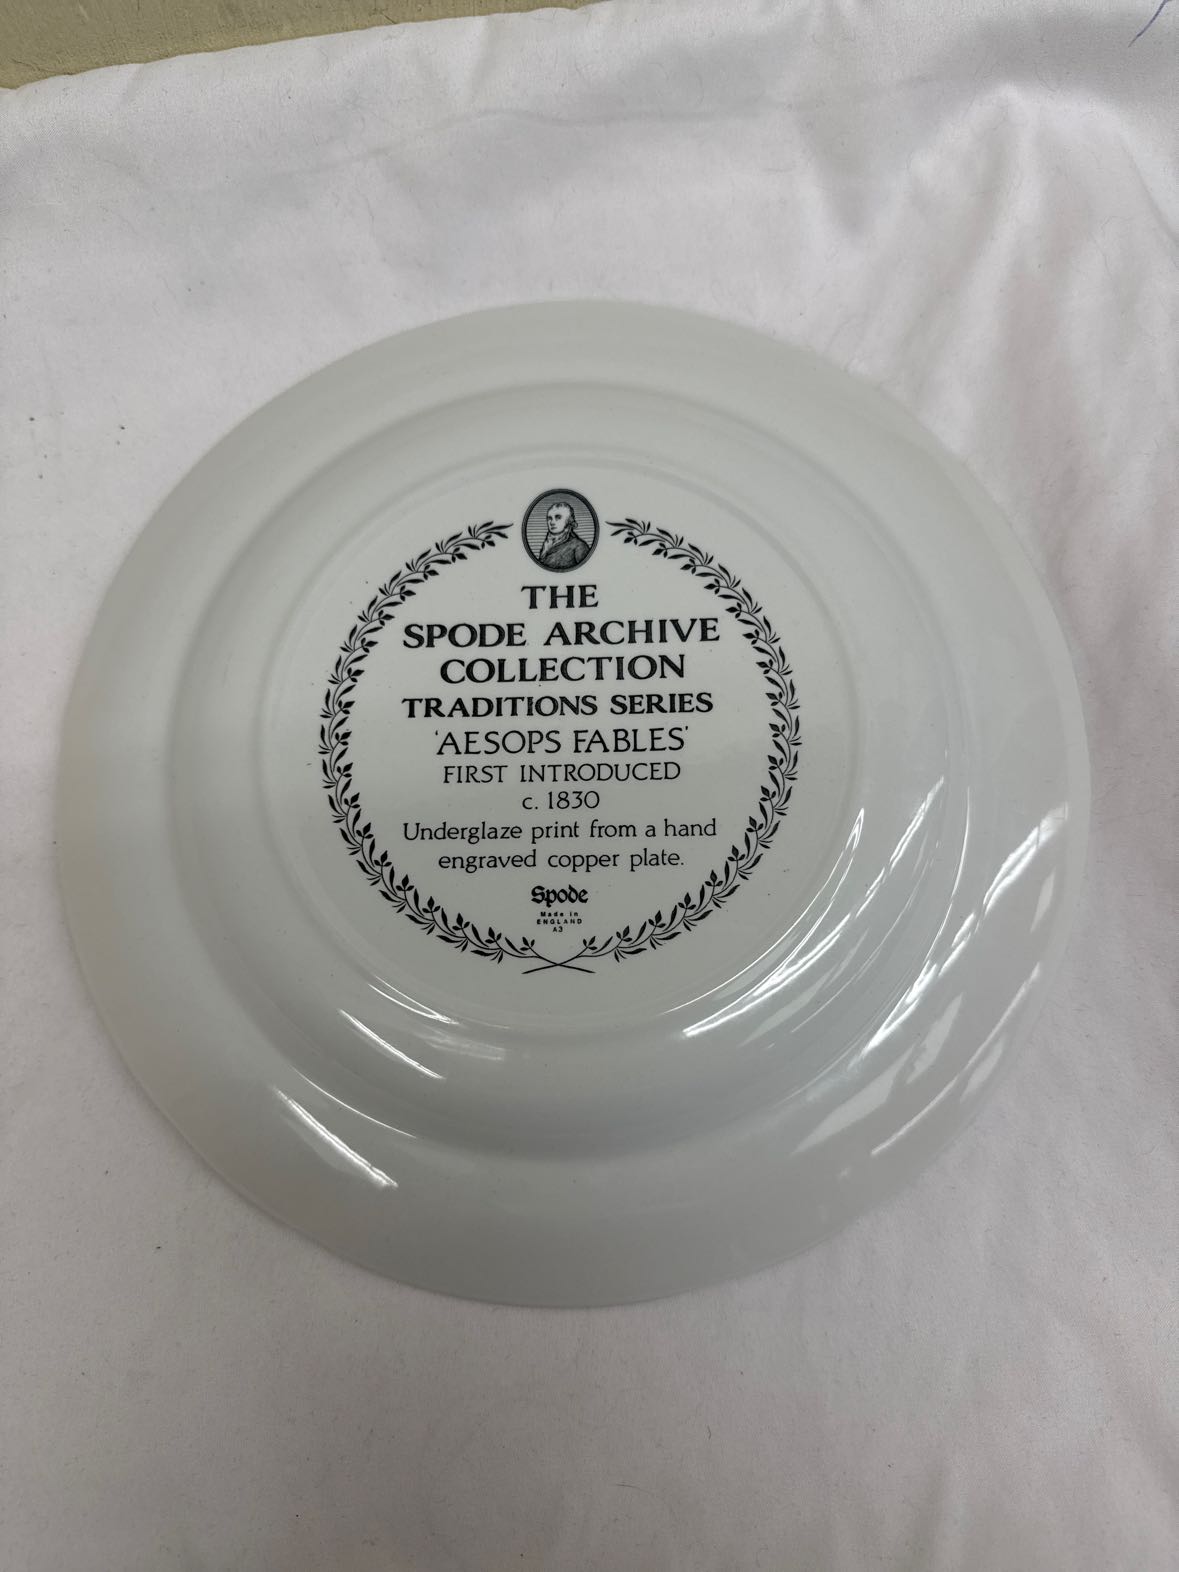 THE
SPODE ARCHIVE
COLLECTION
TRADITIONS SERIES
'AESOPS FABLES'
FIRST INTRODUCED
c. 1830
Underglaze print from a hand
engraved copper plate.
Spode
Made in
ENGLAND
A3